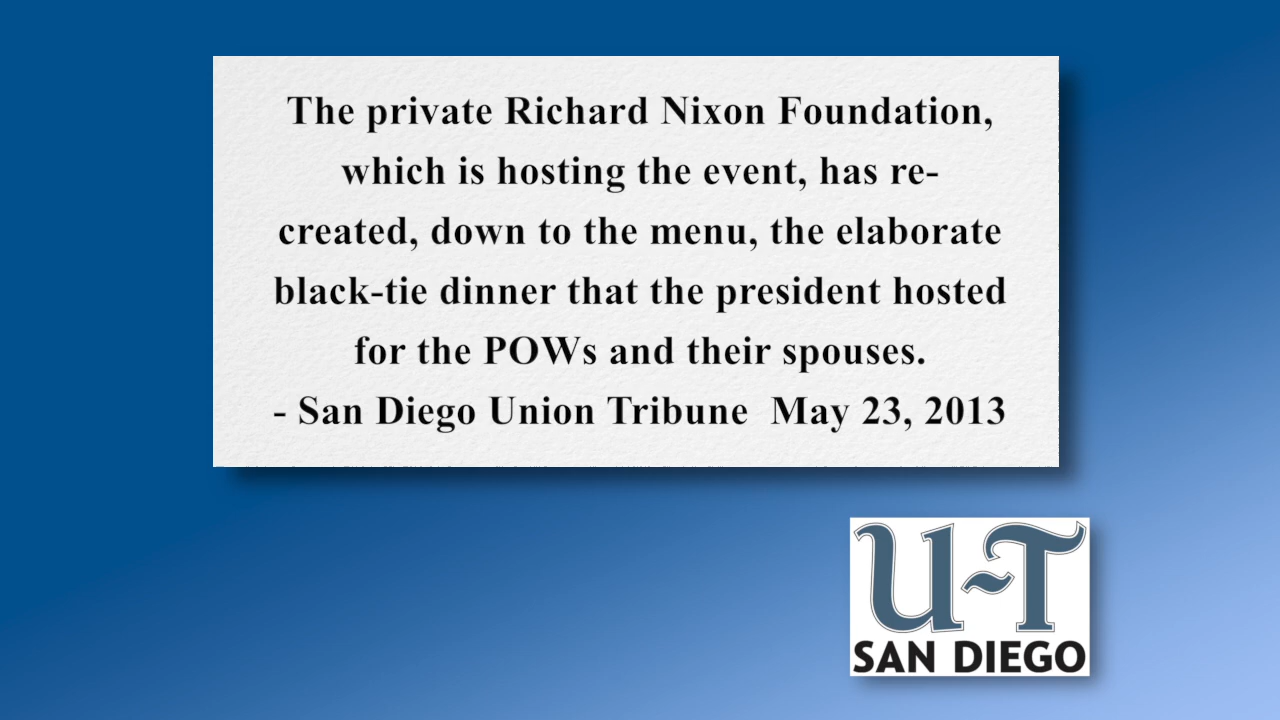 The private Richard Nixon Foundation,
which is hosting the event, has re-
created, down to the menu, the elaborate
black-tie dinner that the president hosted
for the POWs and their spouses.
- San Diego Union Tribune  May 23, 2013
U-T
SAN DIEGO